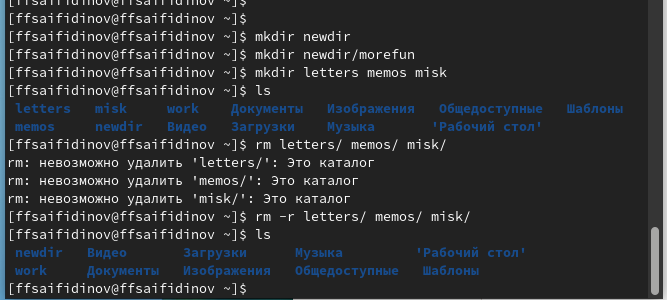 [ffsaifidinov@ffsaifidinov ~]$
[ffsaifidinov@ffsaifidinov ~]$
[ffsaifidinov@ffsaifidinov ~]$ mkdir newdir
[ffsaifidinov@ffsaifidinov ~]$ mkdir newdir/morefun
[ffsaifidinov@ffsaifidinov ~]$ mkdir letters memos misk
[ffsaifidinov@ffsaifidinov ~]$ ls
letters misk work Документы Изображения Общедоступные Шаблоны
memos newdir Видео Загрузки Музыка 'Рабочий стол'
[ffsaifidinov@ffsaifidinov ~]$ rm letters/ memos/ misk/
rm: невозможно удалить 'letters/': Это каталог
rm: невозможно удалить 'memos/': Это каталог
rm: невозможно удалить 'misk/': Это каталог
[ffsaifidinov@ffsaifidinov ~]$ rm -r letters/ memos/ misk/
[ffsaifidinov@ffsaifidinov ~]$ ls
newdir Видео Загрузки Музыка 'Рабочий стол'
work Документы Изображения Общедоступные Шаблоны
[ffsaifidinov@ffsaifidinov ~]$